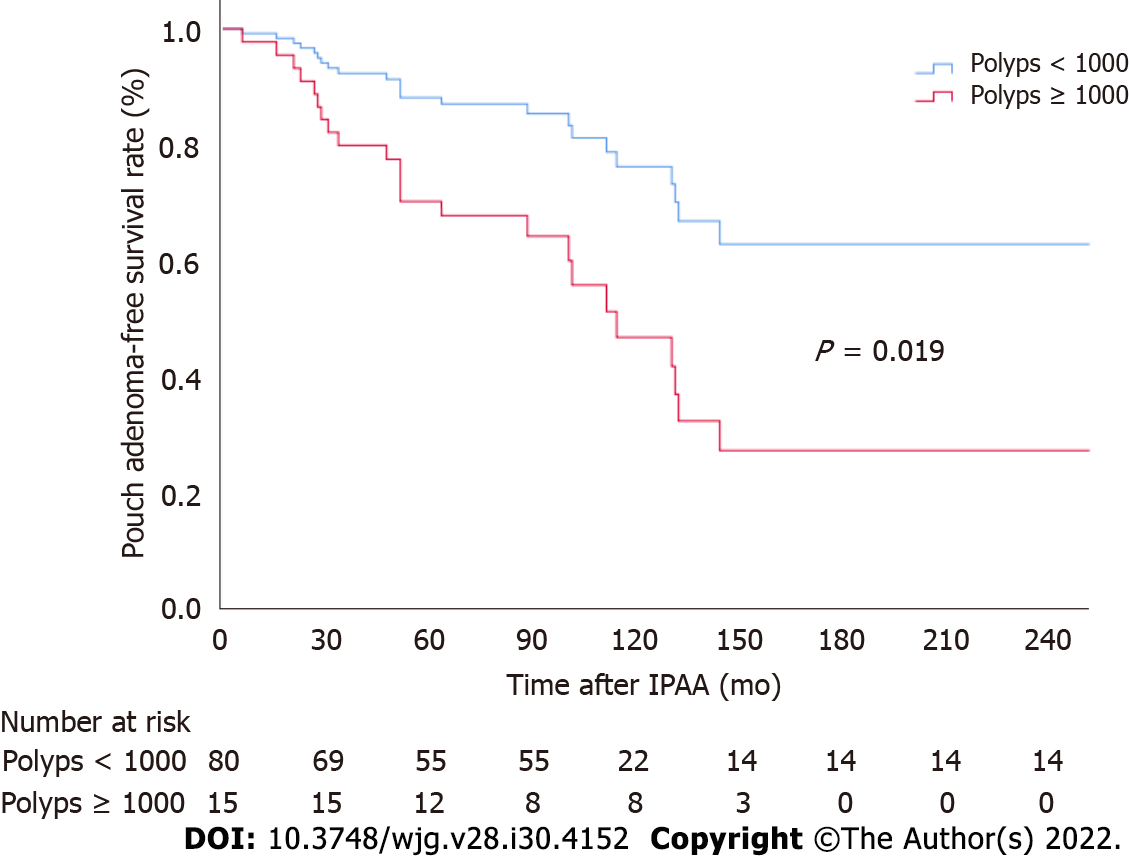 1.0
0.8
0.6
0.4
0.2
0.0
Pouch adenoma-free survival rate (%)
Polyps < 1000
Polyps ≥ 1000
P = 0.019
0 30 60 90 120 150 180 210 240
Time after IPAA (mo)
Number at risk
Polyps < 1000 80 69 55 55 22 14 14 14 14
Polyps ≥ 1000 15 15 12 8 8 3 0 0 0
DOI: 10.3748/wjg.v28.i30.4152 Copyright ©The Author(s) 2022.